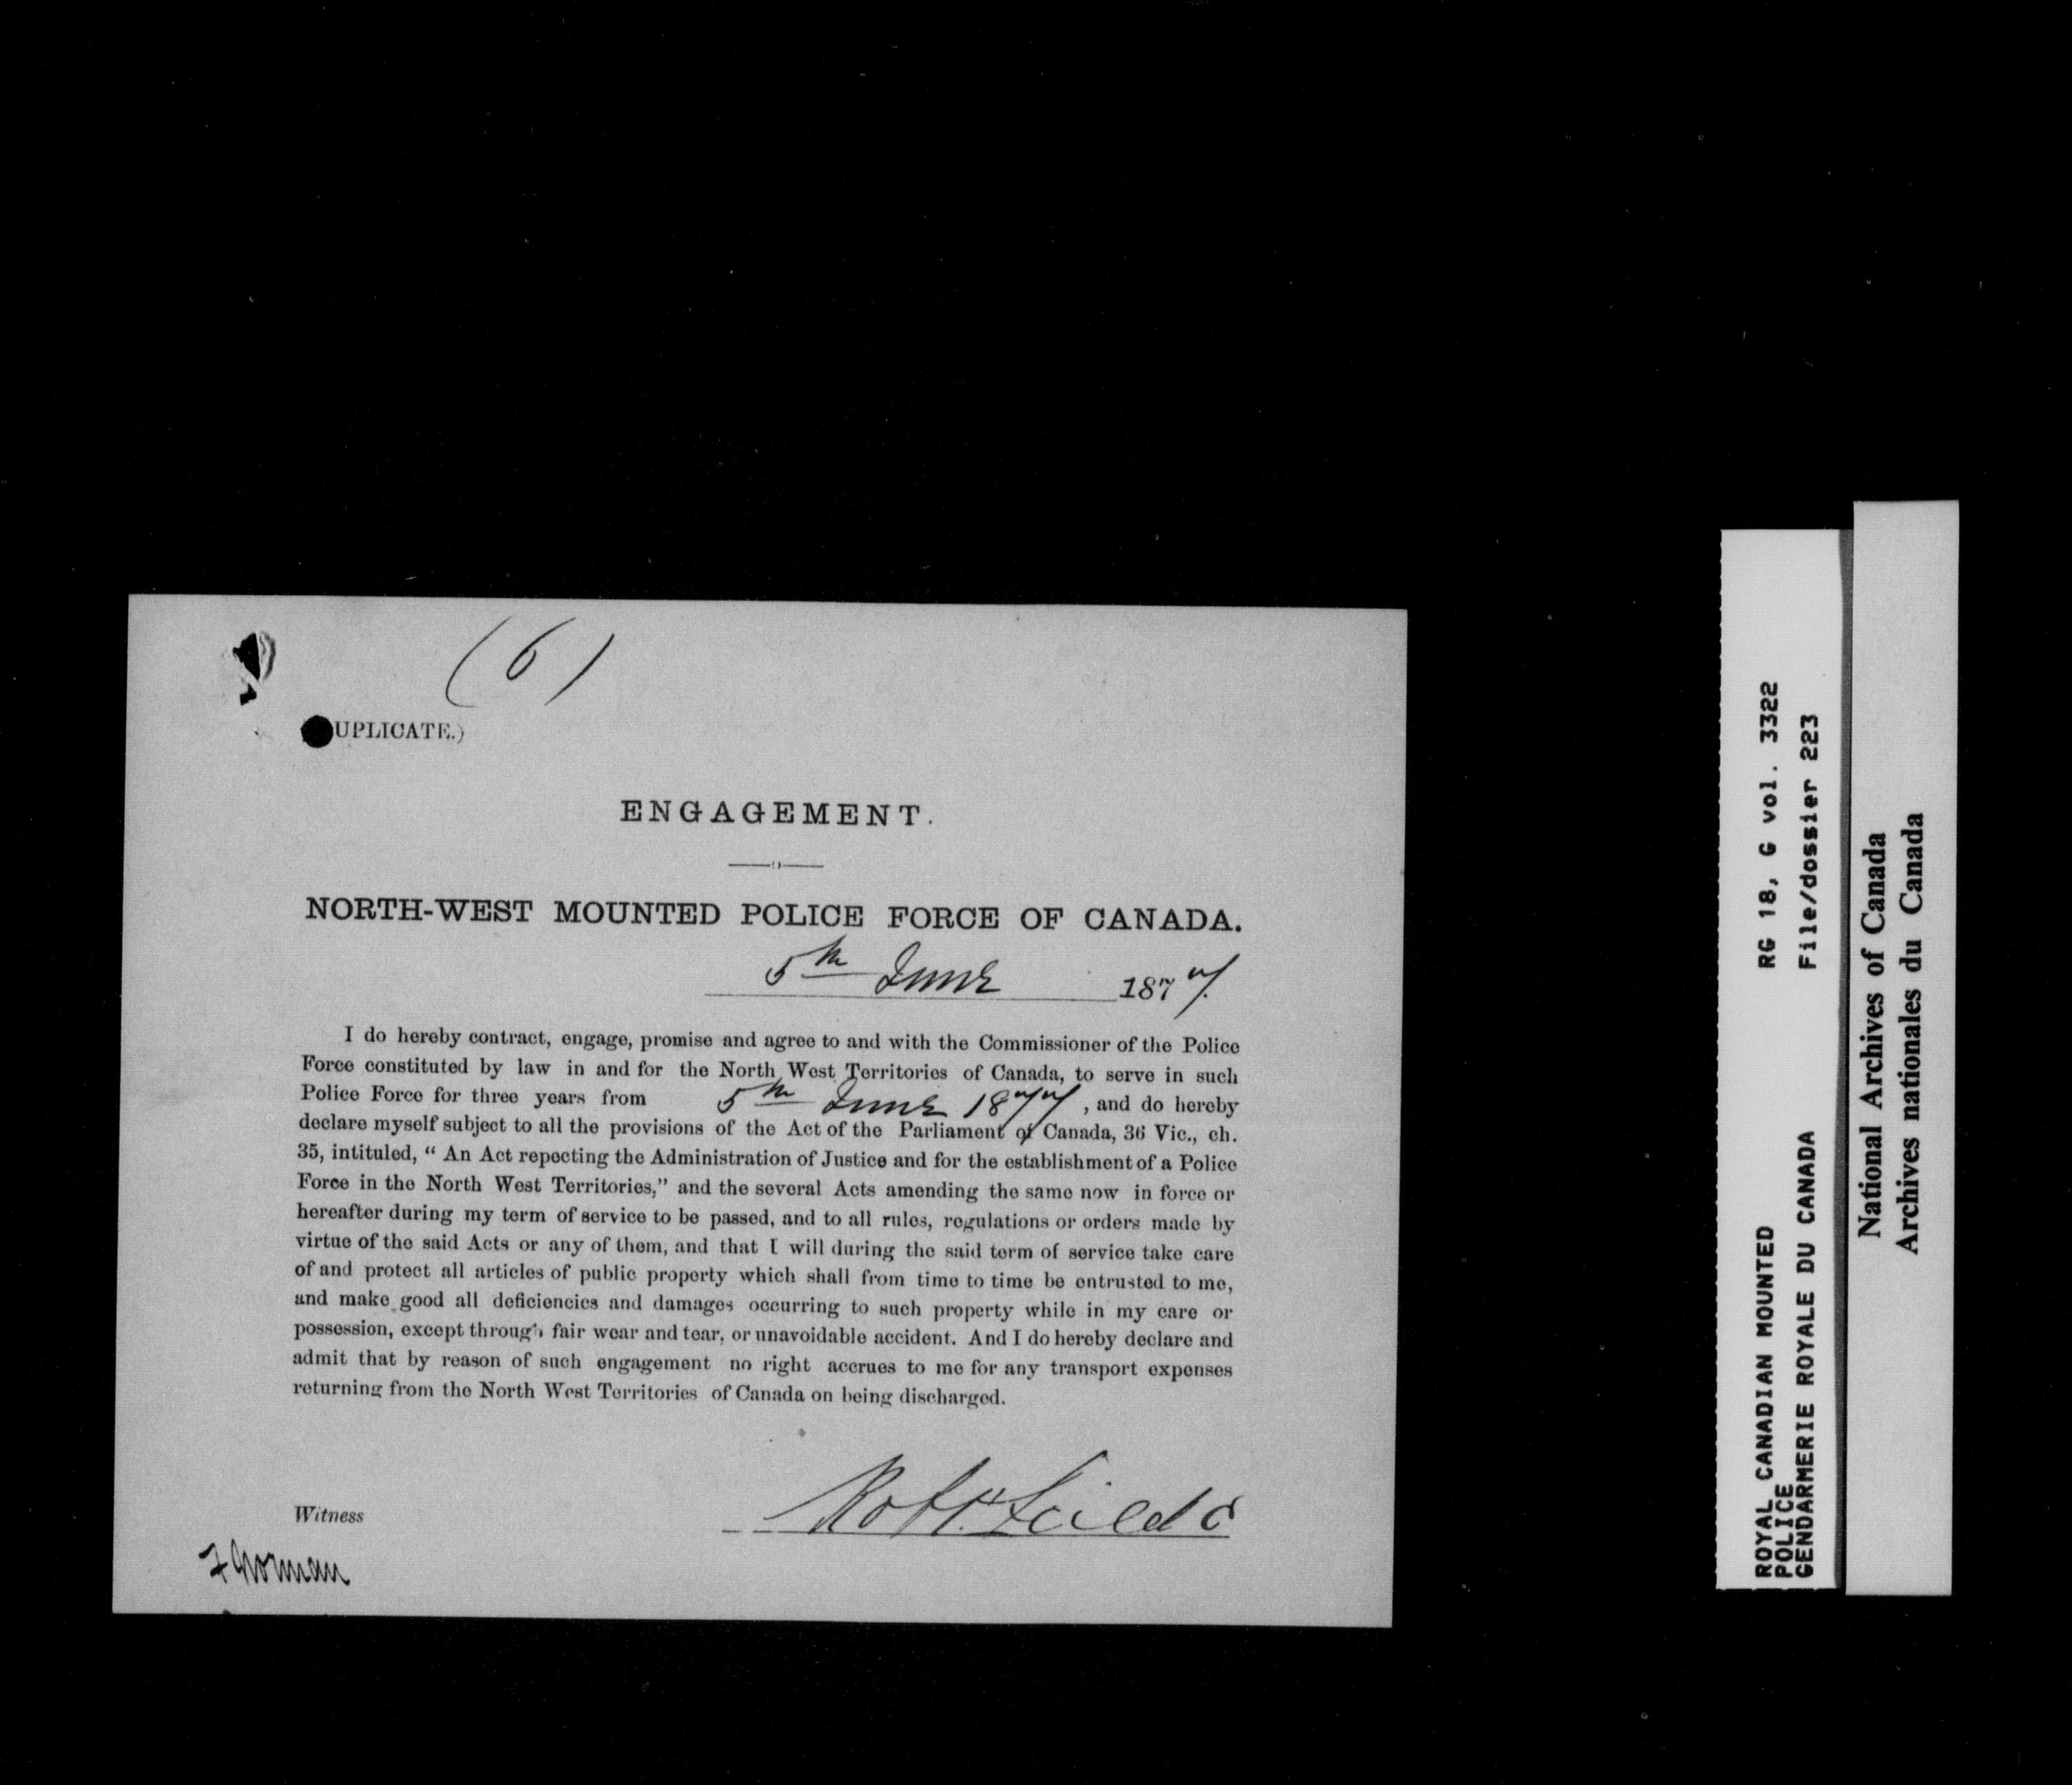 (6)
UPLICATE.)
ENGAGEMENT.
NORTH-WEST MOUNTED POLICE FORCE OF CANADA.
5th June 1877.
I do hereby contract, engage, promise and agree to and with the Commissioner of the Police
Force constituted by law in and for the North West Territories of Canada, to serve in such
Police Force for three years from 5th June 1877, and do hereby
declare myself subject to all the provisions of the Act of the Parliament of Canada, 36 Vic., ch.
35, intituled, “ An Act repecting the Administration of Justice and for the establishment of a Police
Force in the North West Territories,” and the several Acts amending the same now in force or
hereafter during my term of service to be passed, and to all rules, regulations or orders made by
virtue of the said Acts or any of them, and that I will during the said term of service take care
of and protect all articles of public property which shall from time to time be entrusted to me,
and make good all deficiencies and damages occurring to such property while in my care or
possession, except through fair wear and tear, or unavoidable accident. And I do hereby declare and
admit that by reason of such engagement no right accrues to me for any transport expenses
returning from the North West Territories of Canada on being discharged.
Robt.
Witness
ROYAL CANADIAN MOUNTED
POLICE
GENDARMERIE ROYALE DU CANADA
RG 18, G vol. 3322
File/dossier 223
National Archives of Canada
Archives nationales du Canada